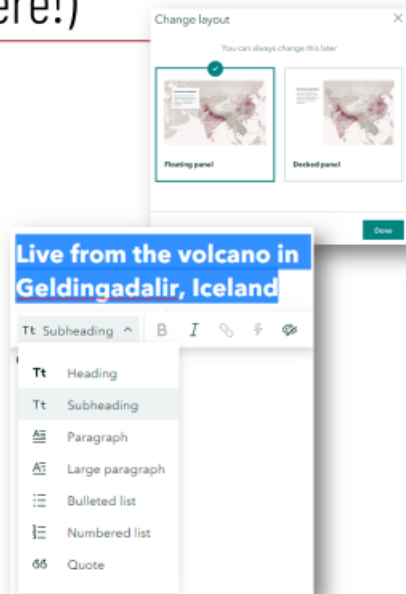 ere!)
Change layout
You can always change this later
Floating panel
Docked panel
Done
Live from the volcano in
Geldingadalir, Iceland
Tt Subheading
B I
Tt Heading
Tt Subheading
Paragraph
Large paragraph
Bulleted list
Numbered list
66 Quote